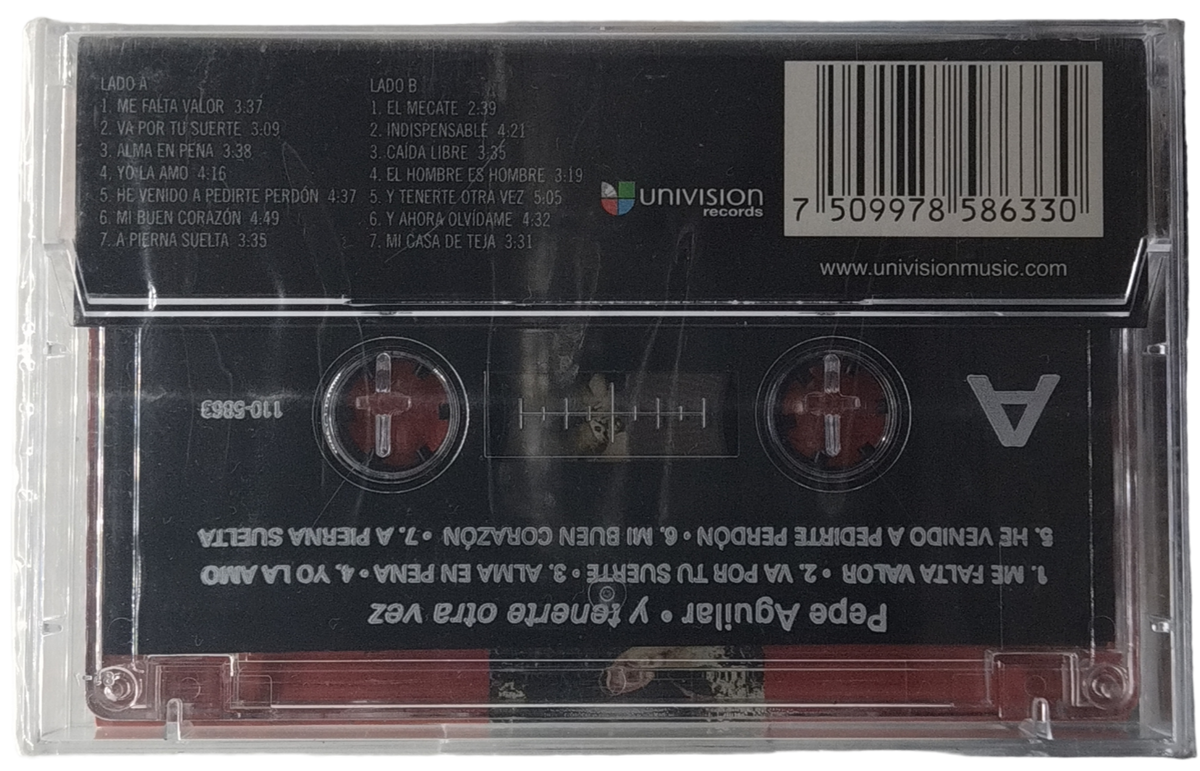 LADO A
1. ME FALTA VALOR 3:37
2. VA POR TU SUERTE 3:09
3. ALMA EN PENA 3:38
4. YO LA AMO 4:16
5. HE VENIDO A PEDIRTE PERDÓN 4:37
6. MI BUEN CORAZÓN 4:49
7. A PIERNA SUELTA 3:35
LADO B
1. EL MECATE 2:39
2. INDISPENSABLE 4:21
3. CAÍDA LIBRE 3:35
4. EL HOMBRE ES HOMBRE 3:19
5. Y TENERTE OTRA VEZ 5:05
6. Y AHORA OLVÍDAME 4:32
7. MI CASA DE TEJA 3:31
UNIVISION
records
7 509978 586330
www.univisionmusic.com
Pepe Aguilar • y tenerte otra vez
1. ME FALTA VALOR • 2. VA POR TU SUERTE • 3. ALMA EN PENA • 4. YO LA AMO
5. HE VENIDO A PEDIRTE PERDÓN • 6. MI BUEN CORAZÓN • 7. A PIERNA SUELTA
A
110-5863